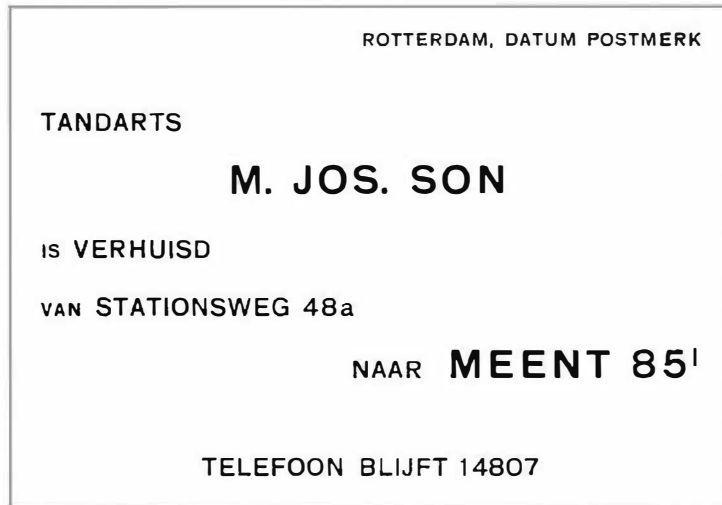 ROTTERDAM, DATUM POSTMERK
TANDARTS
M. JOS. SON
IS VERHUISD
VAN STATIONSWEG 48a
NAAR MEENT 85ᴵ
TELEFOON BLIJFT 14807